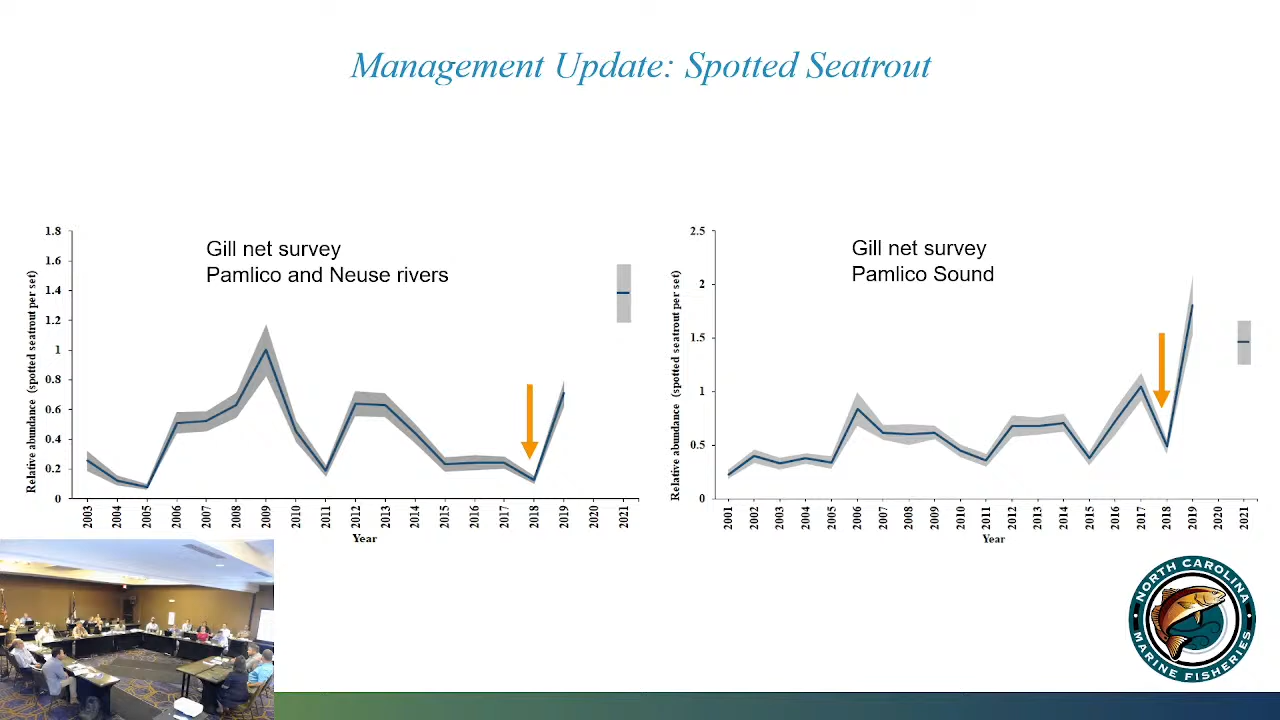 Management Update: Spotted Seatrout
Gill net survey
Pamlico and Neuse rivers
Relative abundance (spotted seatrout per set)
1.8
1.6
1.4
1.2
1
0.8
0.6
0.4
0.2
0
2003 2004 2005 2006 2007 2008 2009 2010 2011 2012 2013 2014 2015 2016 2017 2018 2019 2020 2021
Year
Gill net survey
Pamlico Sound
Relative abundance (spotted seatrout per set)
2.5
2
1.5
1
0.5
0
2001 2002 2003 2004 2005 2006 2007 2008 2009 2010 2011 2012 2013 2014 2015 2016 2017 2018 2019 2020 2021
Year
NORTH CAROLINA
MARINE FISHERIES